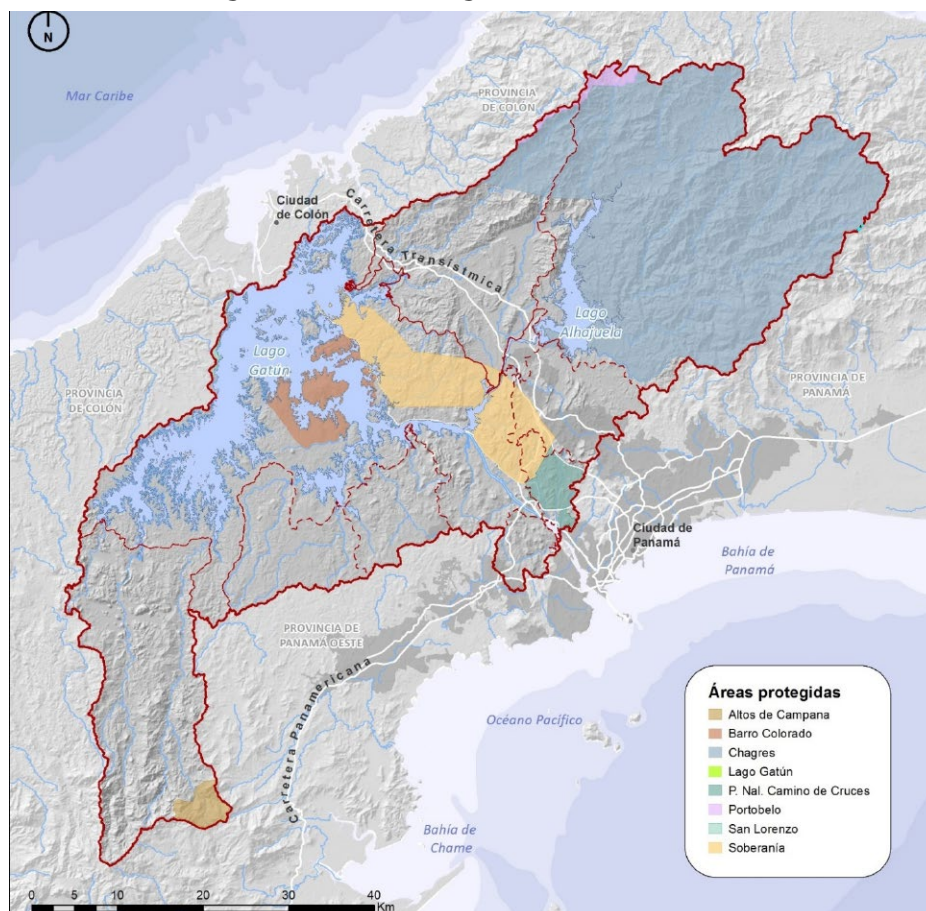 N
Mar Caribe
PROVINCIA
DE COLÓN
Ciudad
de Colón
Carretera Transístmica
Lago
Alhajuela
Lago
Gatún
PROVINCIA
DE COLÓN
PROVINCIA DE
PANAMÁ
Ciudad de
Panamá
Bahía de
Panamá
PROVINCIA DE
PANAMÁ OESTE
Carretera Panamericana
Océano Pacífico
Bahía de
Chame
Áreas protegidas
Altos de Campana
Barro Colorado
Chagres
Lago Gatún
P. Nal. Camino de Cruces
Portobelo
San Lorenzo
Soberanía
0 5 10 20 30 40
Km